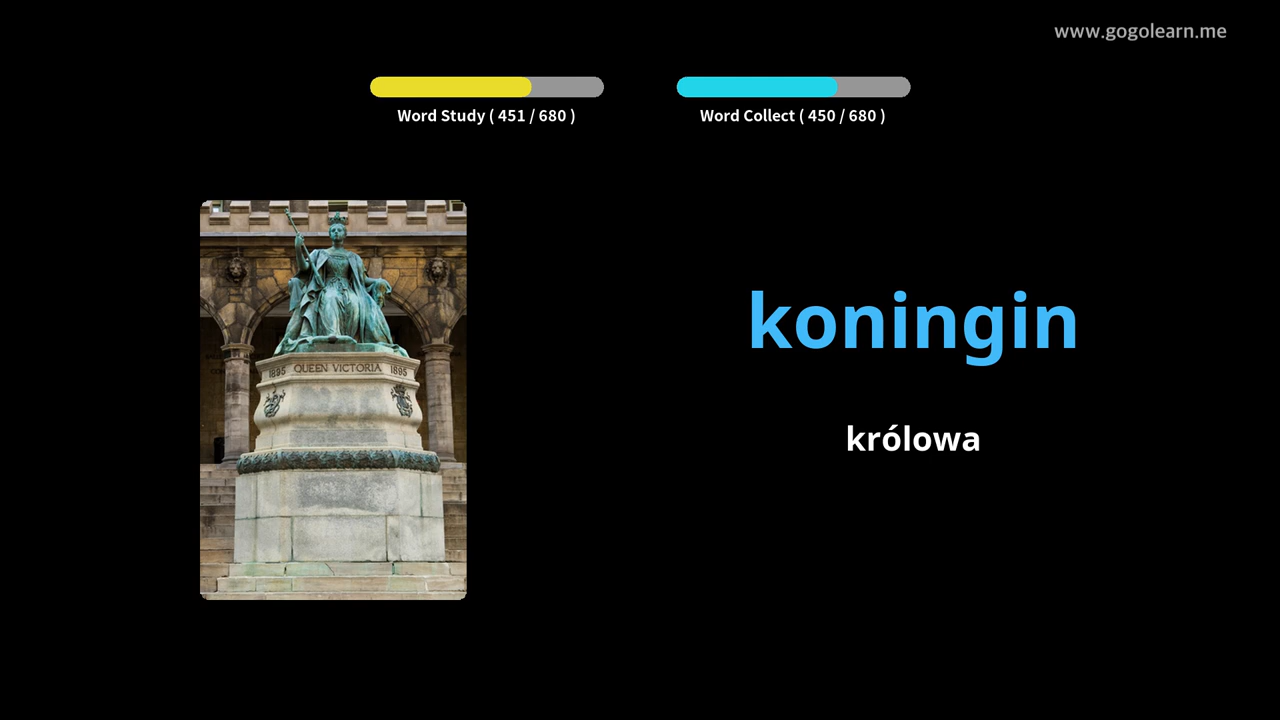 www.gogolearn.me
Word Study ( 451 / 680 )
Word Collect ( 450 / 680 )
1895 QUEEN VICTORIA 1895
koningin
królowa